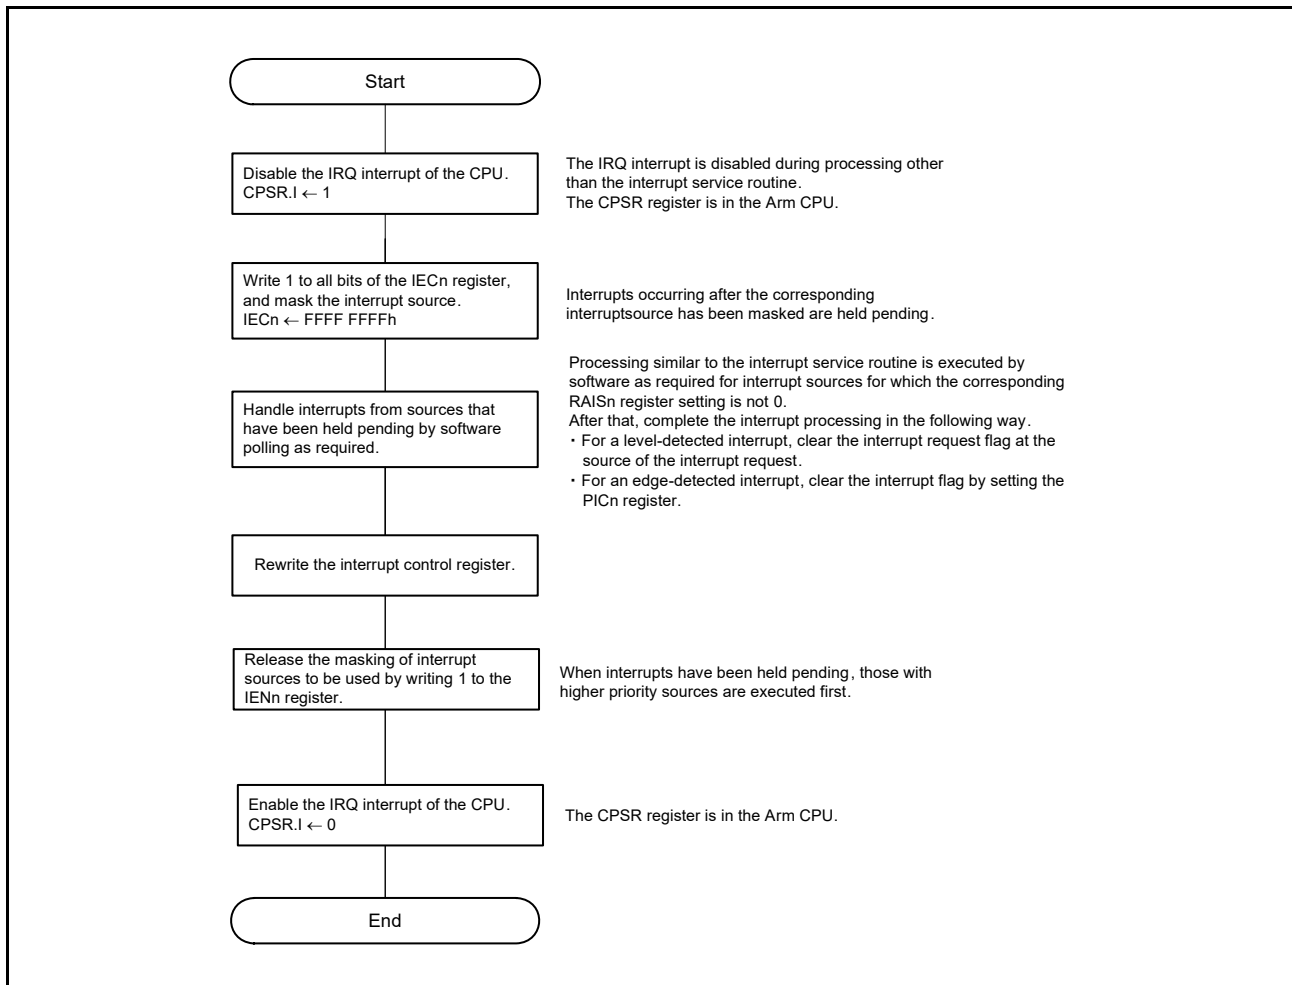 Start
Disable the IRQ interrupt of the CPU.
CPSR.I ← 1
The IRQ interrupt is disabled during processing other
than the interrupt service routine.
The CPSR register is in the Arm CPU.
Write 1 to all bits of the IECn register,
and mask the interrupt source.
IECn ← FFFF FFFFh
Interrupts occurring after the corresponding
interruptsource has been masked are held pending.
Handle interrupts from sources that
have been held pending by software
polling as required.
Processing similar to the interrupt service routine is executed by
software as required for interrupt sources for which the corresponding
RAISn register setting is not 0.
After that, complete the interrupt processing in the following way.
・For a level-detected interrupt, clear the interrupt request flag at the
source of the interrupt request.
・For an edge-detected interrupt, clear the interrupt flag by setting the
PICn register.
Rewrite the interrupt control register.
Release the masking of interrupt
sources to be used by writing 1 to the
IENn register.
When interrupts have been held pending, those with
higher priority sources are executed first.
Enable the IRQ interrupt of the CPU.
CPSR.I ← 0
The CPSR register is in the Arm CPU.
End